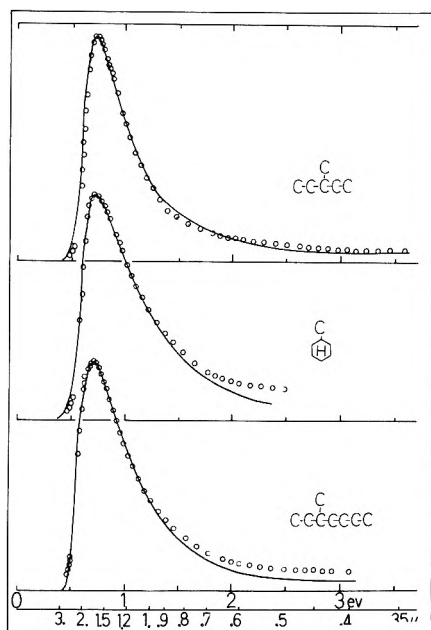 C
C-C-C-C-C
C
H
C
C-C-C-C-C-C
0 1 2 3 ev
3. 2. 1.5 1.2 1. .9 .8 .7 .6 .5 .4 .35μ